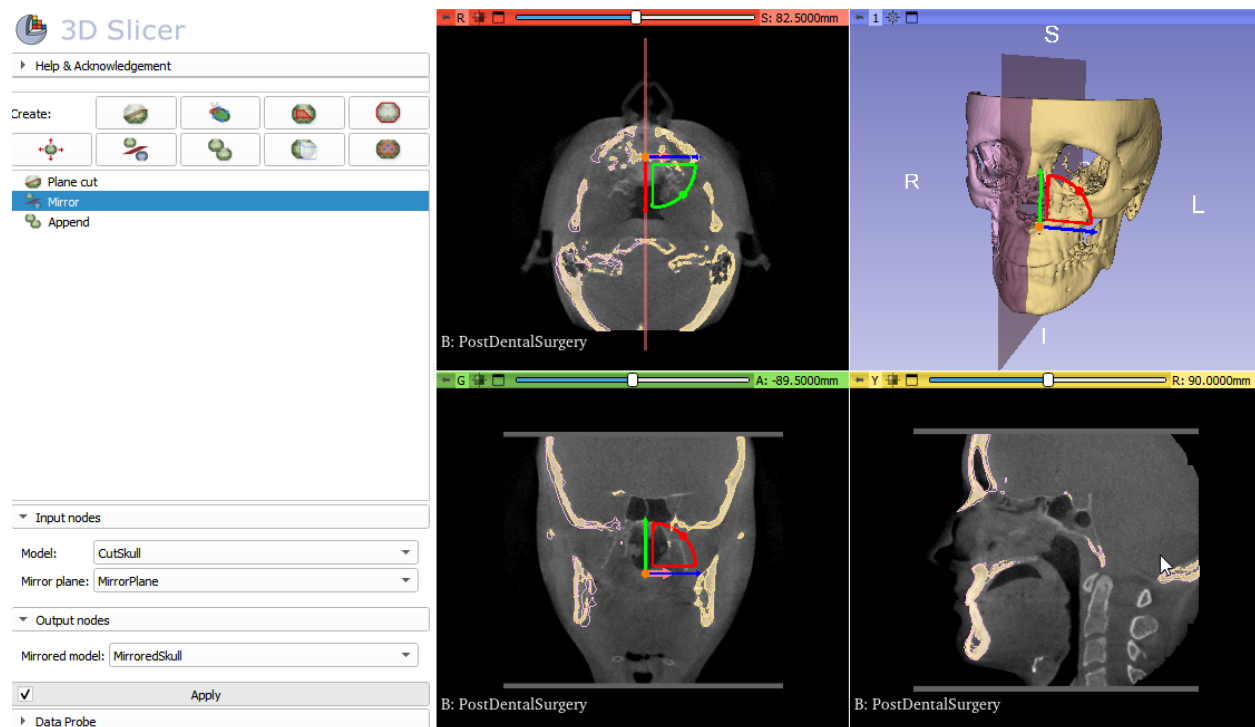 3D Slicer
Help & Acknowledgement
Create:
Plane cut
Mirror
Append
Input nodes
Model: CutSkull
Mirror plane: MirrorPlane
Output nodes
Mirrored model: MirroredSkull
Apply
Data Probe
R S: 82.5000mm
B: PostDentalSurgery
1
S
R
L
I
G A: -89.5000mm
B: PostDentalSurgery
Y R: 90.0000mm
B: PostDentalSurgery